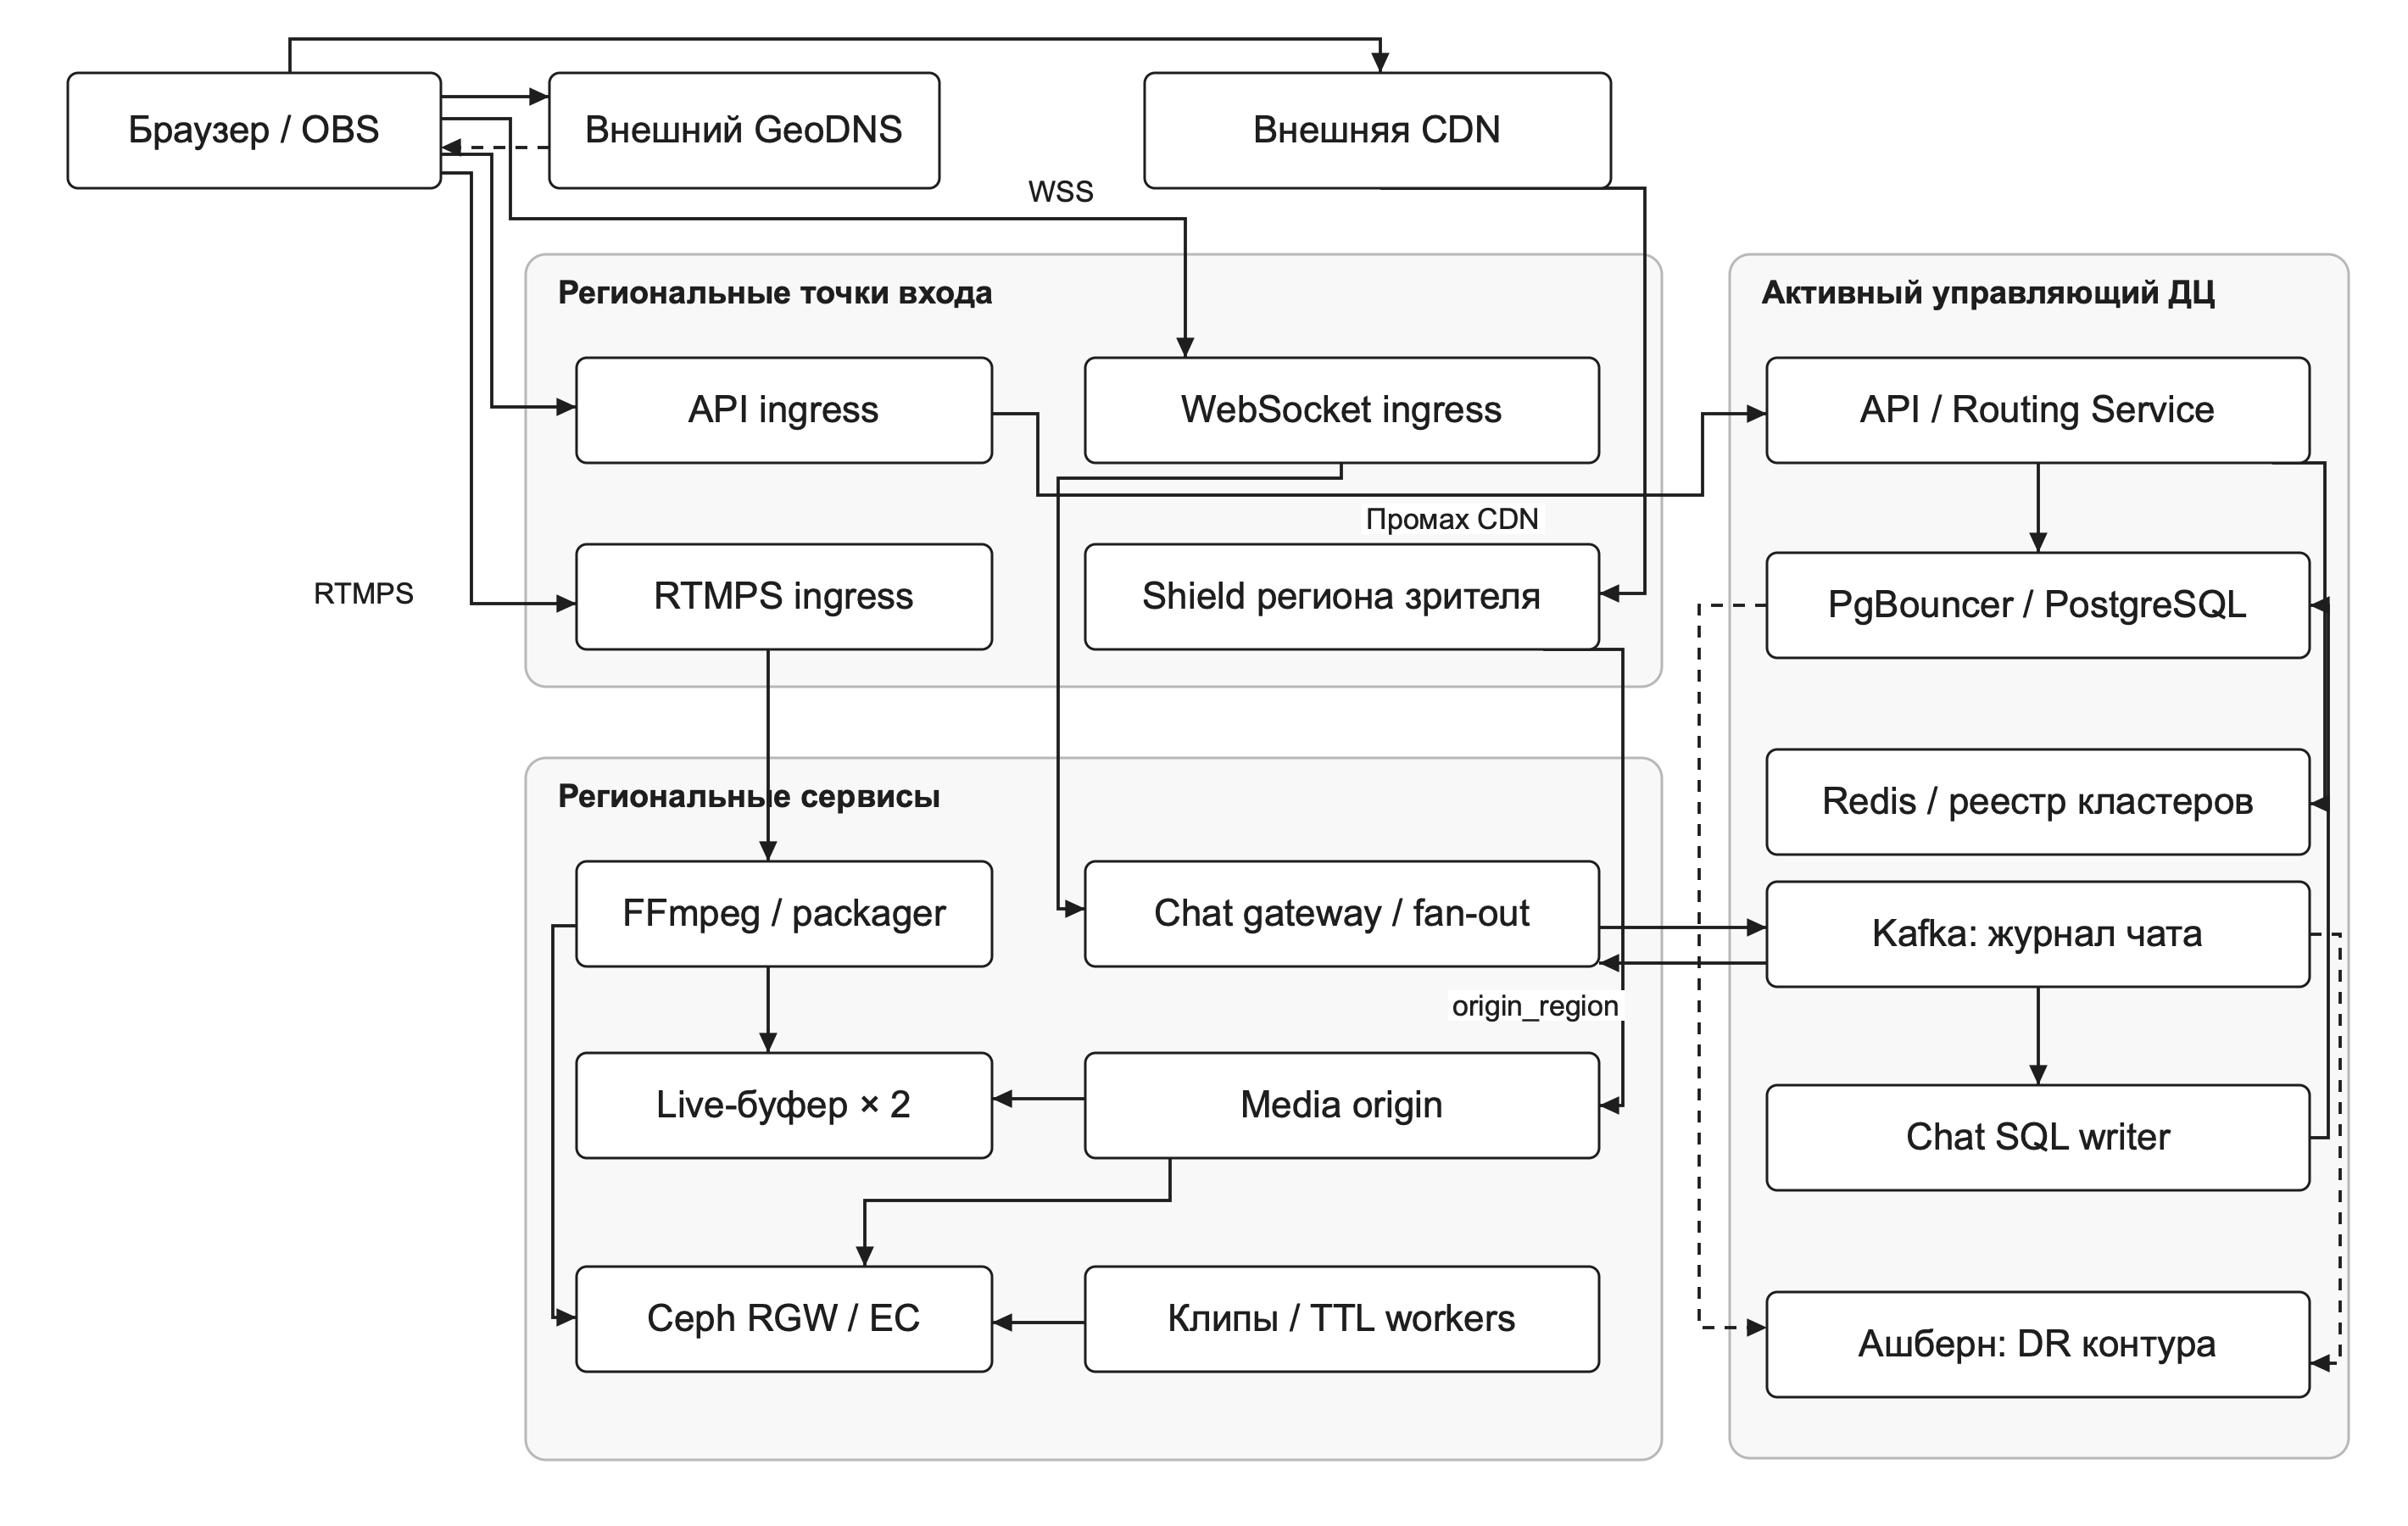 Браузер / OBS
Внешний GeoDNS
Внешняя CDN
WSS
Региональные точки входа
Активный управляющий ДЦ
API ingress
WebSocket ingress
API / Routing Service
Промах CDN
RTMPS
RTMPS ingress
Shield региона зрителя
PgBouncer / PostgreSQL
Региональные сервисы
Redis / реестр кластеров
FFmpeg / packager
Chat gateway / fan-out
Kafka: журнал чата
origin_region
Live-буфер × 2
Media origin
Chat SQL writer
Ceph RGW / EC
Клипы / TTL workers
Ашберн: DR контура